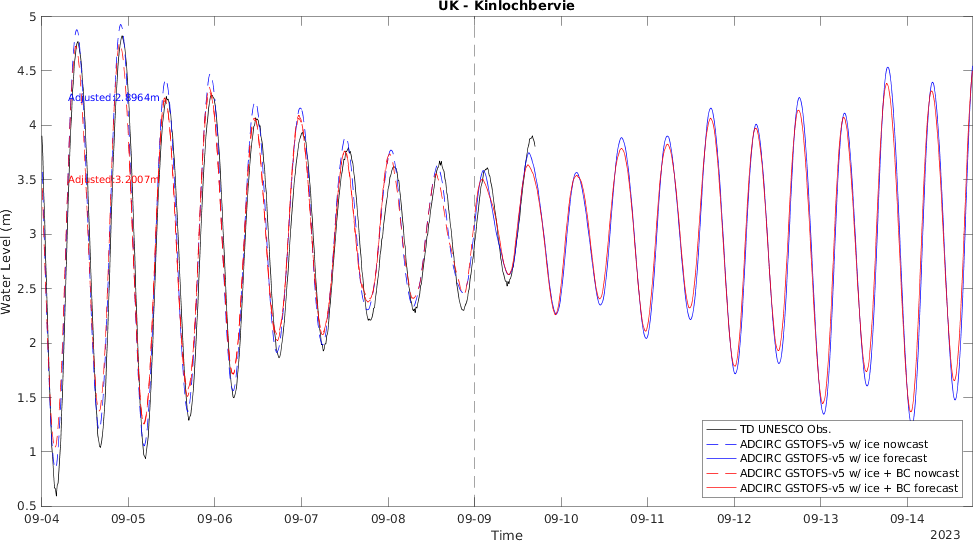 UK - Kinlochbervie
5
4.5
Adjusted:2.8964m
4
3.5
Adjusted:3.2007m
3
2.5
2
1.5
1
0.5
Water Level (m)
TD UNESCO Obs.
ADCIRC GSTOFS-v5 w/ ice nowcast
ADCIRC GSTOFS-v5 w/ ice forecast
ADCIRC GSTOFS-v5 w/ ice + BC nowcast
ADCIRC GSTOFS-v5 w/ ice + BC forecast
09-04 09-05 09-06 09-07 09-08 09-09 09-10 09-11 09-12 09-13 09-14
Time
2023